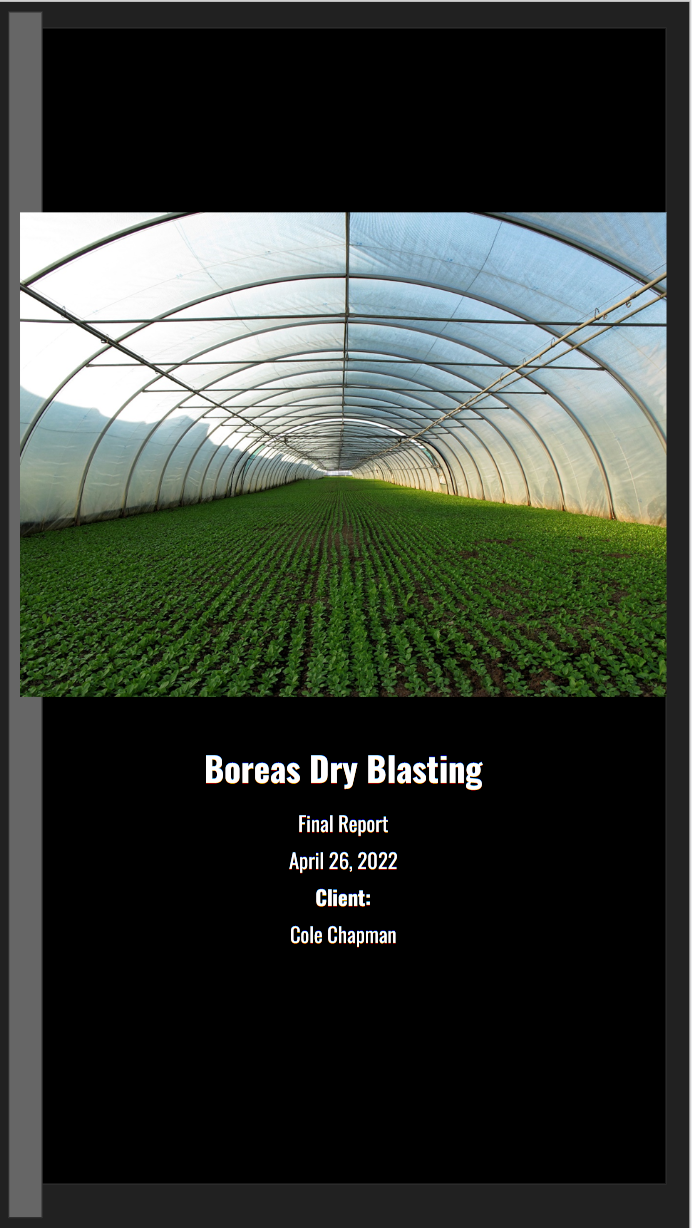 Boreas Dry Blasting
Final Report
April 26, 2022
Client:
Cole Chapman